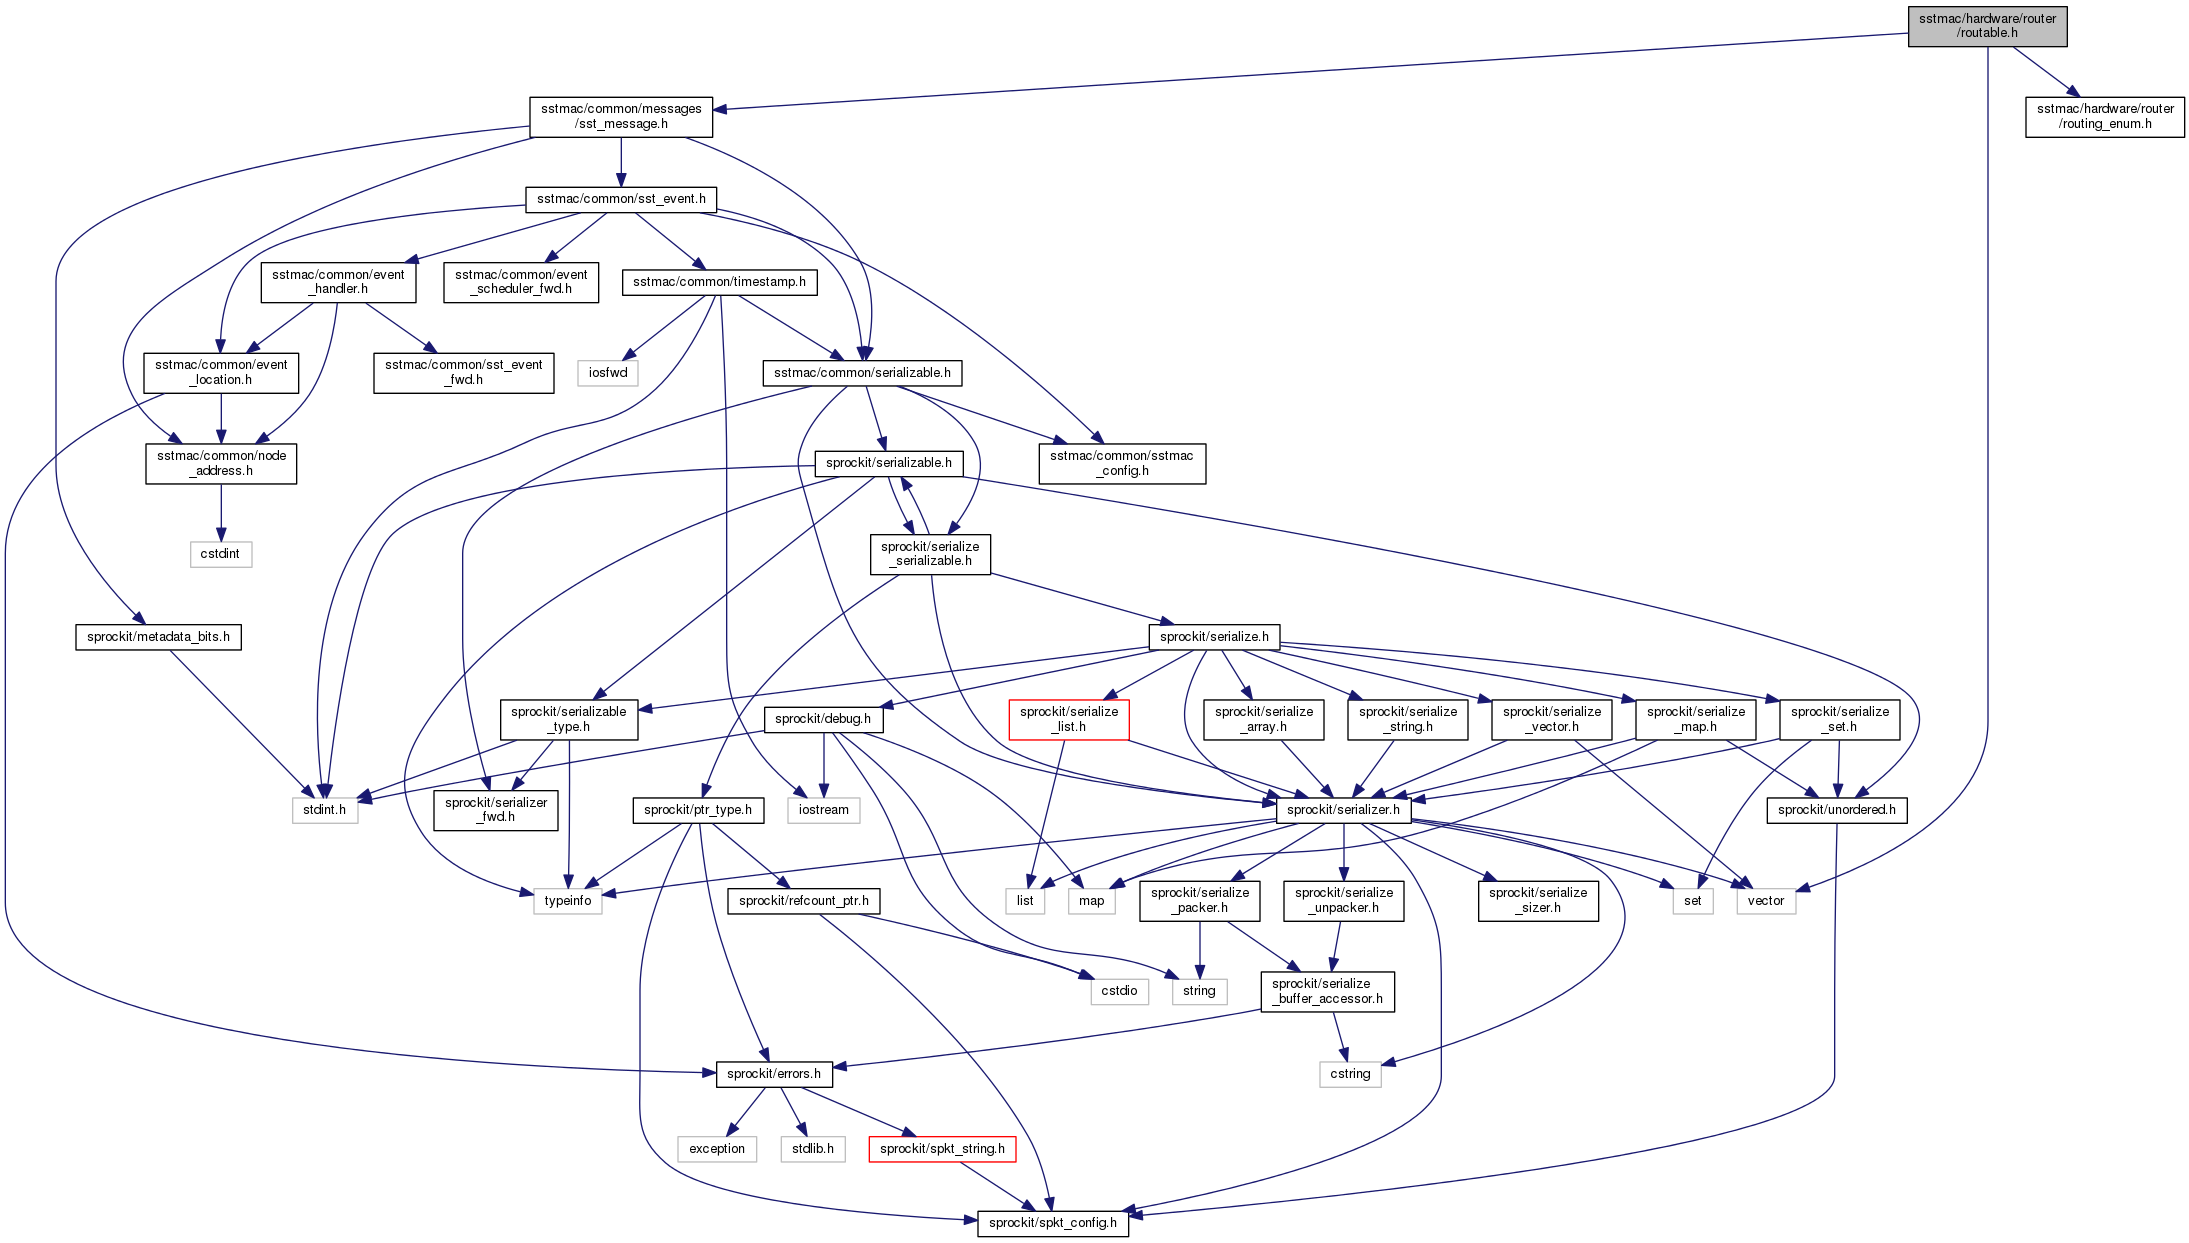 sstmac/hardware/router
/routable.h
sstmac/common/messages
/sst_message.h
sstmac/hardware/router
/routing_enum.h
sstmac/common/sst_event.h
sstmac/common/event
_handler.h
sstmac/common/event
_scheduler_fwd.h
sstmac/common/timestamp.h
sstmac/common/event
_location.h
sstmac/common/sst_event
_fwd.h
iosfwd
sstmac/common/serializable.h
sstmac/common/node
_address.h
sprockit/serializable.h
sstmac/common/sstmac
_config.h
cstdint
sprockit/serialize
_serializable.h
sprockit/metadata_bits.h
sprockit/serialize.h
sprockit/serializable
_type.h
sprockit/debug.h
sprockit/serialize
_list.h
sprockit/serialize
_array.h
sprockit/serialize
_string.h
sprockit/serialize
_vector.h
sprockit/serialize
_map.h
sprockit/serialize
_set.h
stdint.h
sprockit/serializer
_fwd.h
sprockit/ptr_type.h
iostream
sprockit/serializer.h
sprockit/unordered.h
typeinfo
sprockit/refcount_ptr.h
list
map
sprockit/serialize
_packer.h
sprockit/serialize
_unpacker.h
sprockit/serialize
_sizer.h
set
vector
cstdio
string
sprockit/serialize
_buffer_accessor.h
sprockit/errors.h
cstring
exception
stdlib.h
sprockit/spkt_string.h
sprockit/spkt_config.h